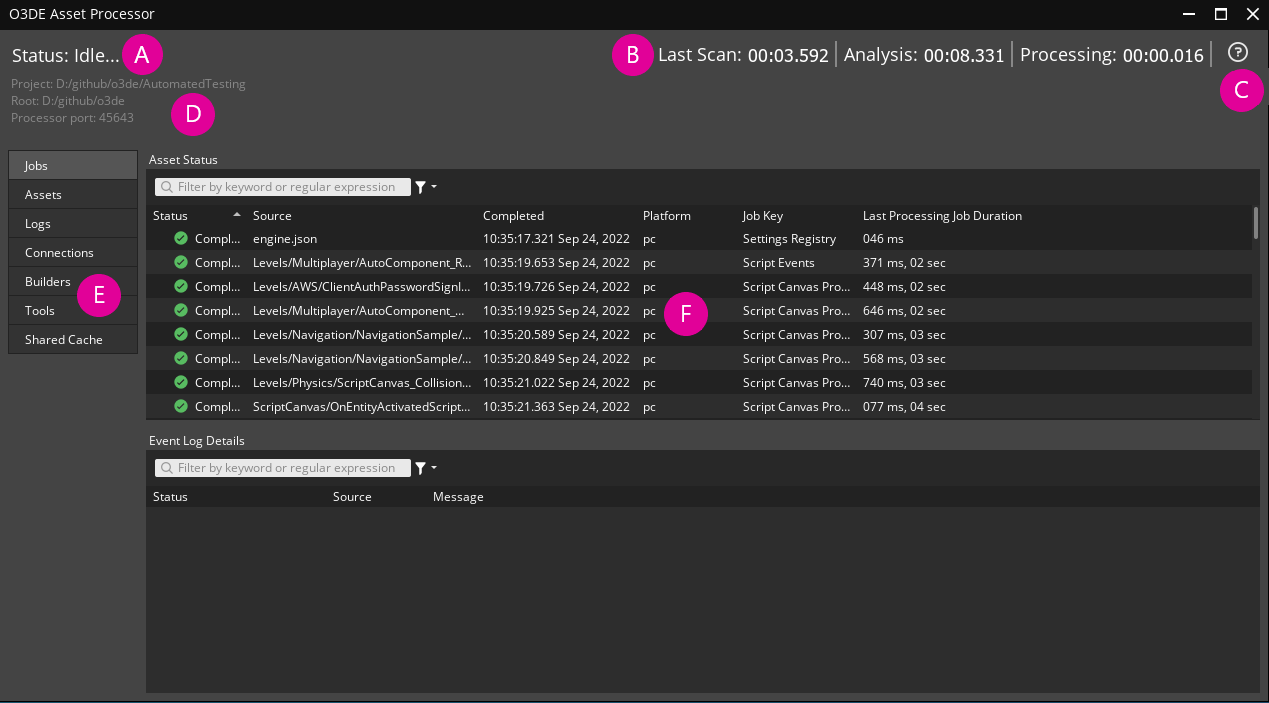 O3DE Asset Processor
Status: Idle... A B Last Scan: 00:03.592 Analysis: 00:08.331 Processing: 00:00.016 ?
Project: D:/github/o3de/AutomatedTesting C
Root: D:/github/o3de
Processor port: 45643 D
Asset Status
Jobs
Assets
Logs
Connections
Builders
Tools
Shared Cache
E
Filter by keyword or regular expression
Status Source Completed Platform Job Key Last Processing Job Duration
Compl... engine.json 10:35:17.321 Sep 24, 2022 pc Settings Registry 046 ms
Compl... Levels/Multiplayer/AutoComponent_R... 10:35:19.653 Sep 24, 2022 pc Script Events 371 ms, 02 sec
Compl... Levels/AWS/ClientAuthPasswordSignI... 10:35:19.726 Sep 24, 2022 pc Script Canvas Pro... 448 ms, 02 sec
Compl... Levels/Multiplayer/AutoComponent_... 10:35:19.925 Sep 24, 2022 pc F Script Canvas Pro... 646 ms, 02 sec
Compl... Levels/Navigation/NavigationSample/... 10:35:20.589 Sep 24, 2022 pc Script Canvas Pro... 307 ms, 03 sec
Compl... Levels/Navigation/NavigationSample/... 10:35:20.849 Sep 24, 2022 pc Script Canvas Pro... 568 ms, 03 sec
Compl... Levels/Physics/ScriptCanvas_Collision... 10:35:21.022 Sep 24, 2022 pc Script Canvas Pro... 740 ms, 03 sec
Compl... ScriptCanvas/OnEntityActivatedScript... 10:35:21.363 Sep 24, 2022 pc Script Canvas Pro... 077 ms, 04 sec
Event Log Details
Filter by keyword or regular expression
Status Source Message